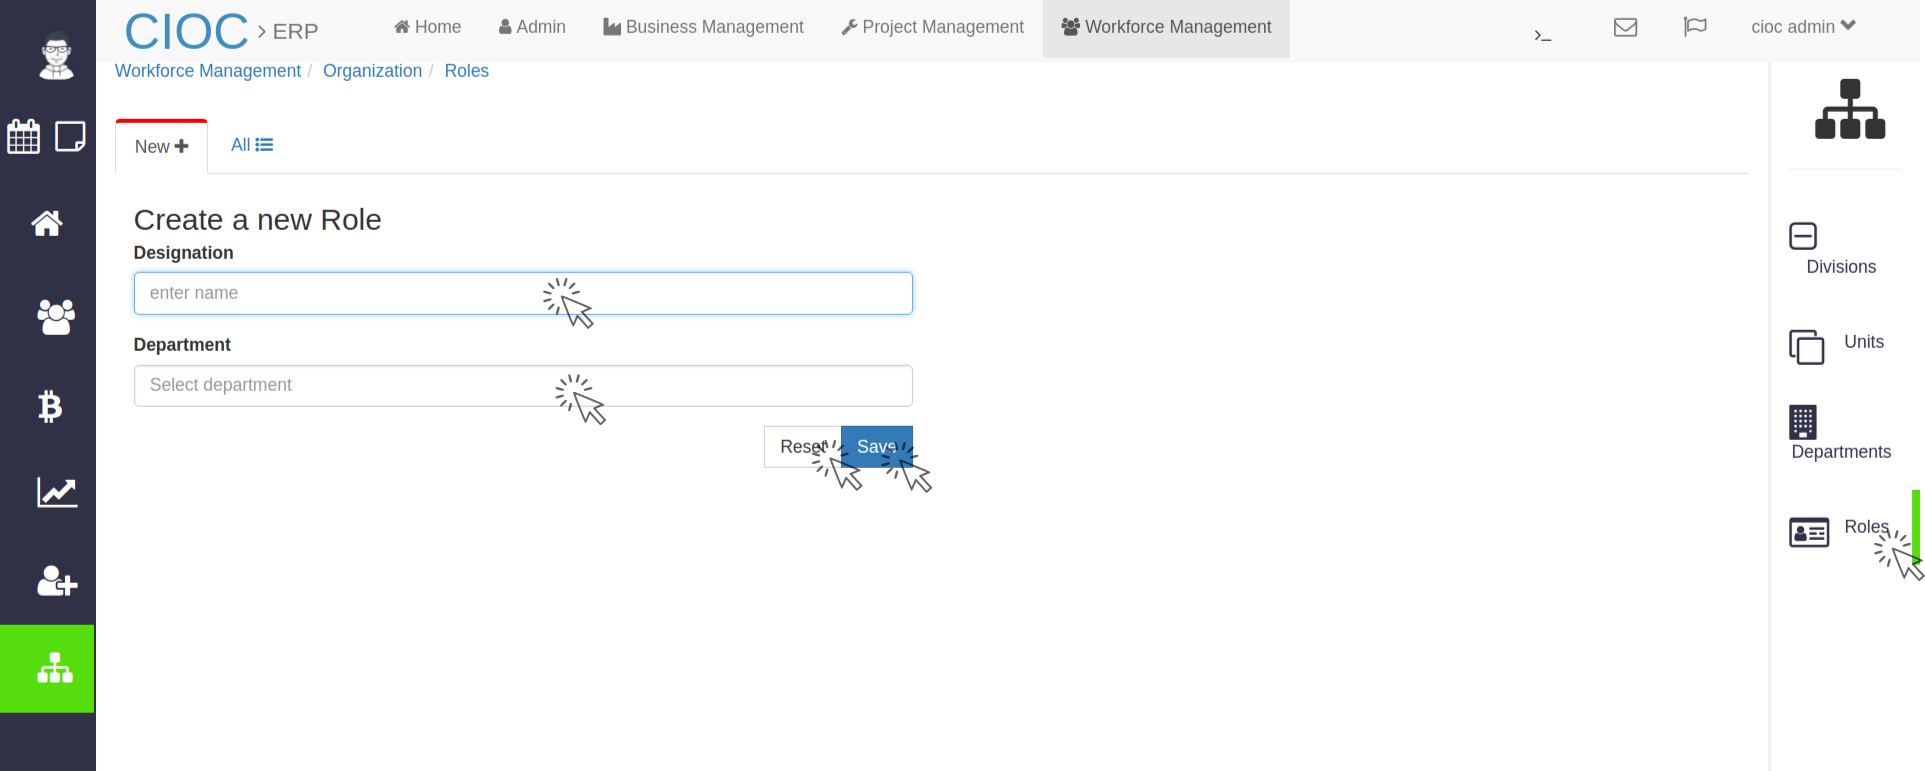 CIOC > ERP Home Admin Business Management Project Management Workforce Management >_ cioc admin
Workforce Management / Organization / Roles
New All
Create a new Role
Designation
enter name
Department
Select department
Reset Save
Divisions
Units
Departments
Roles